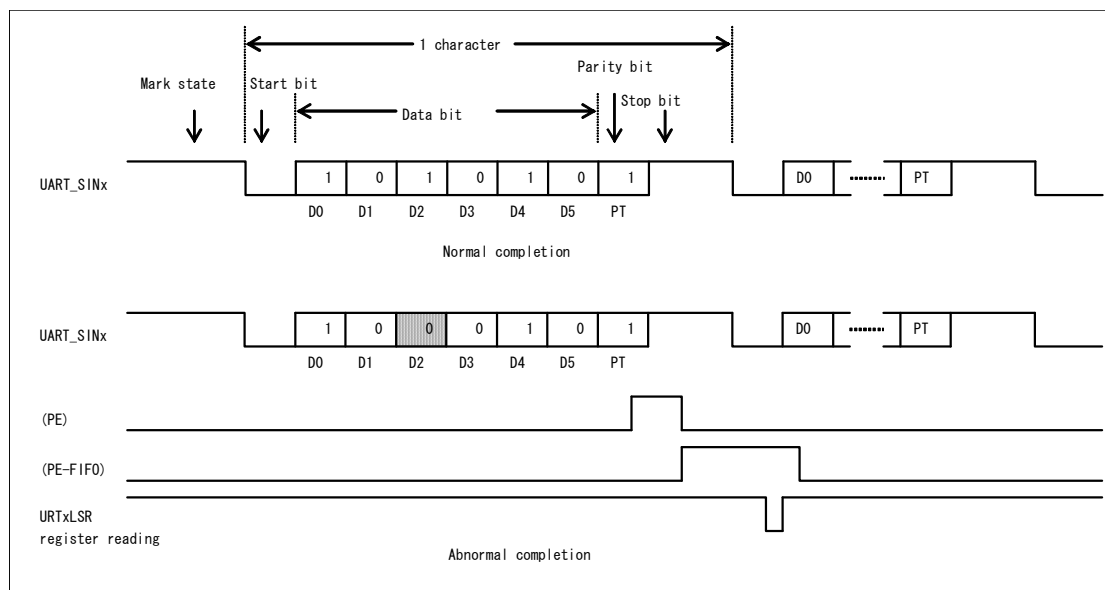 1 character
Parity bit
Mark state
Start bit
Stop bit
Data bit
UART_SINx
1 0 1 0 1 0 1
D0 ........ PT
D0 D1 D2 D3 D4 D5 PT
Normal completion
UART_SINx
1 0 0 0 1 0 1
D0 ........ PT
D0 D1 D2 D3 D4 D5 PT
(PE)
(PE-FIFO)
URTxLSR
register reading
Abnormal completion